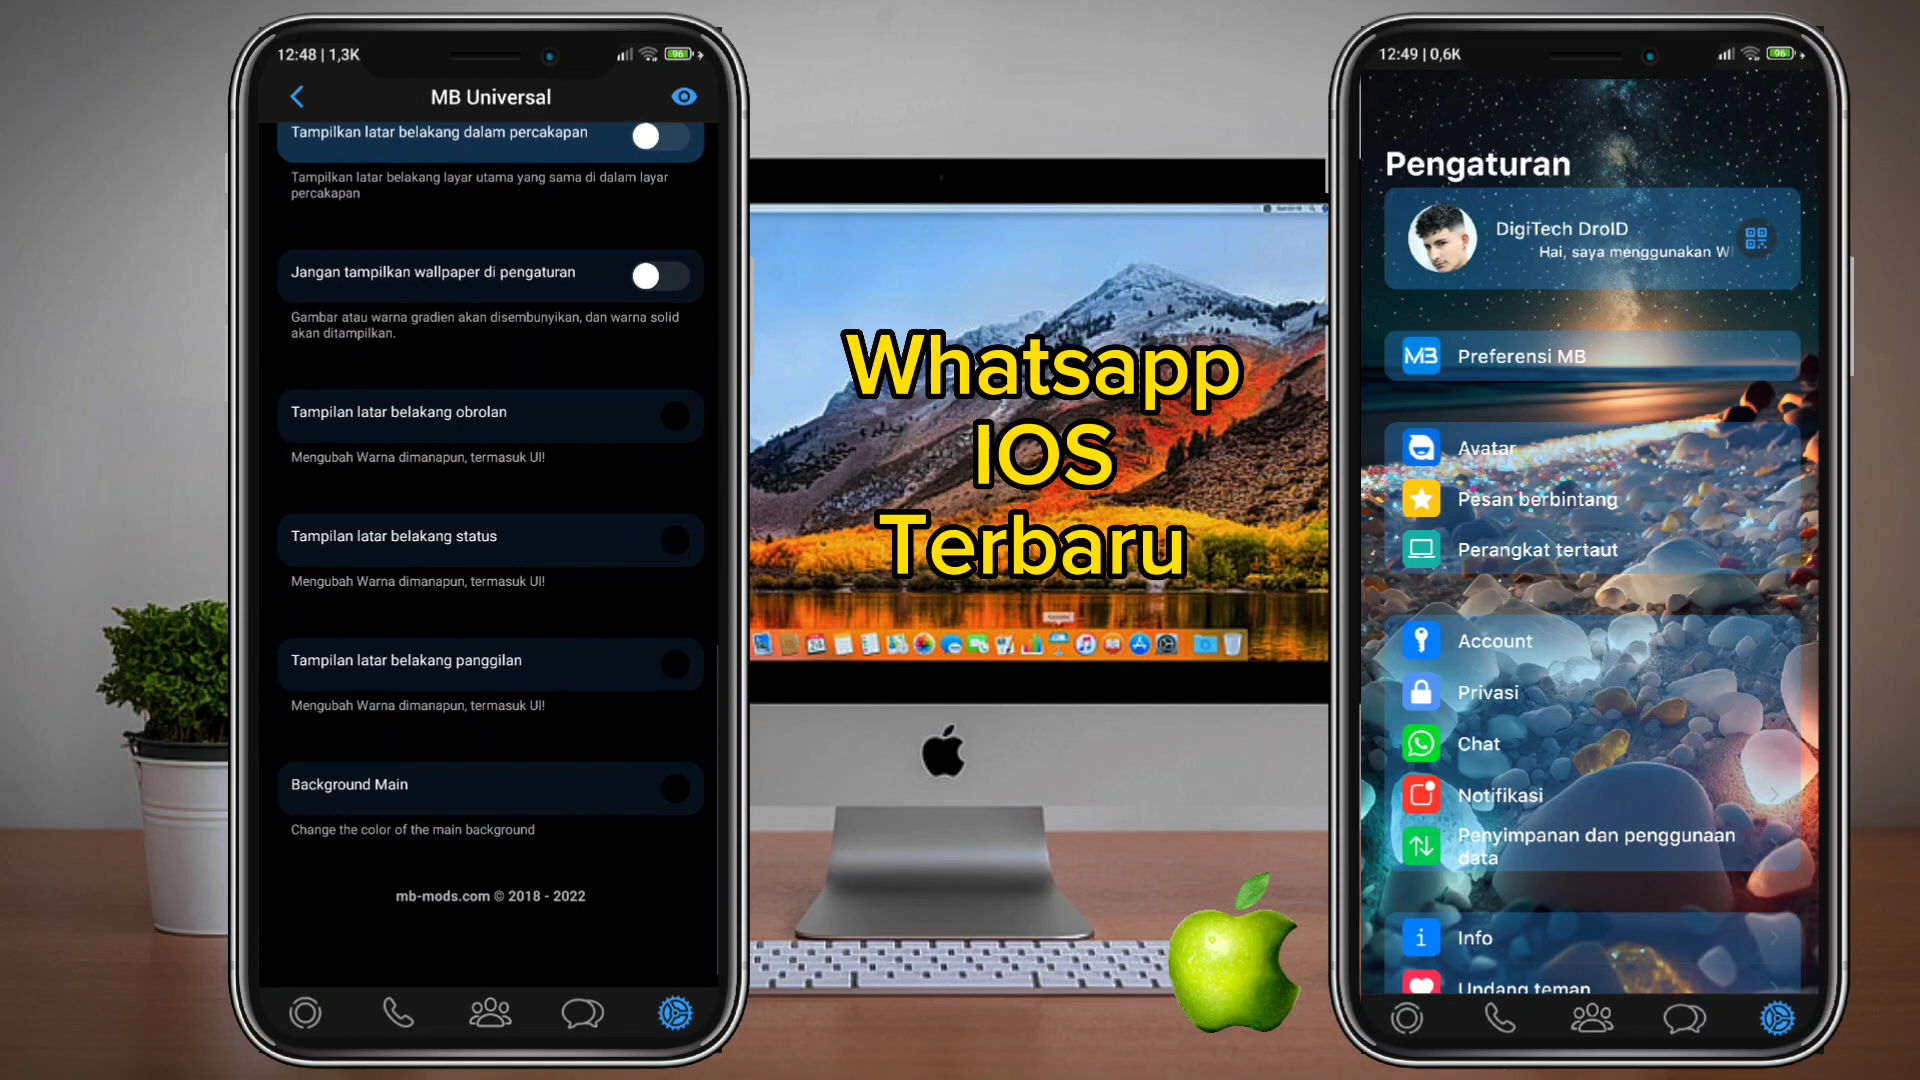 12:48 | 1,3K
96
MB Universal
Tampilkan latar belakang dalam percakapan
Tampilkan latar belakang layar utama yang sama di dalam layar
percakapan
Jangan tampilkan wallpaper di pengaturan
Gambar atau warna gradien akan disembunyikan, dan warna solid
akan ditampilkan.
Tampilan latar belakang obrolan
Mengubah Warna dimanapun, termasuk UI!
Tampilan latar belakang status
Mengubah Warna dimanapun, termasuk UI!
Tampilan latar belakang panggilan
Mengubah Warna dimanapun, termasuk UI!
Background Main
Change the color of the main background
mb-mods.com © 2018 - 2022
Whatsapp
IOS
Terbaru
12:49 | 0,6K
96
Pengaturan
DigiTech DroID
Hai, saya menggunakan W
MB Preferensi MB
Avatar
Pesan berbintang
Perangkat tertaut
Account
Privasi
Chat
Notifikasi
Penyimpanan dan penggunaan
data
Info
Undang teman